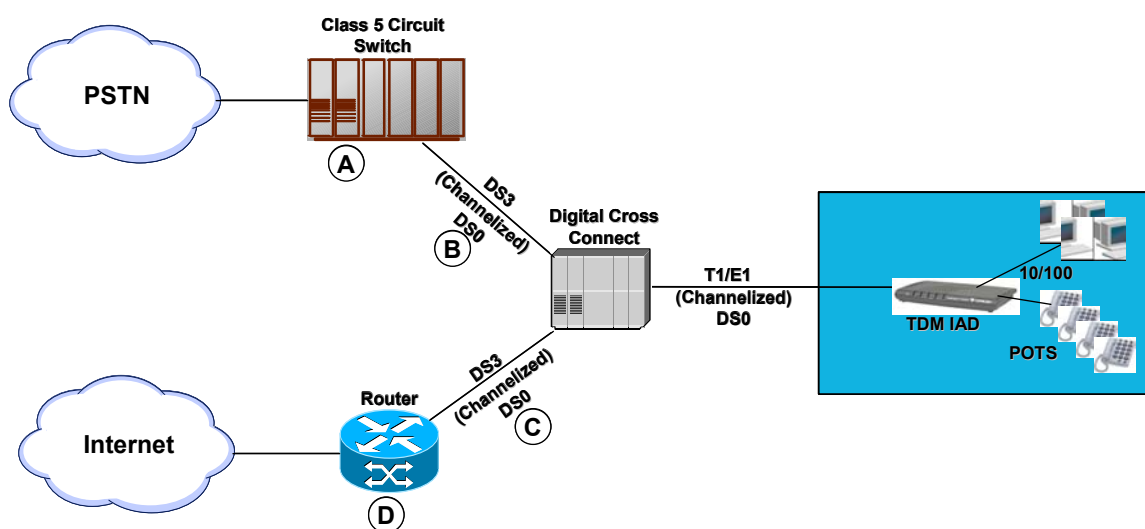 Class 5 Circuit
Switch
PSTN
A
DS3
(Channelized)
DS0
B
Digital Cross
Connect
T1/E1
(Channelized)
DS0
10/100
TDM IAD
POTS
DS3
(Channelized)
DS0
C
Router
Internet
D